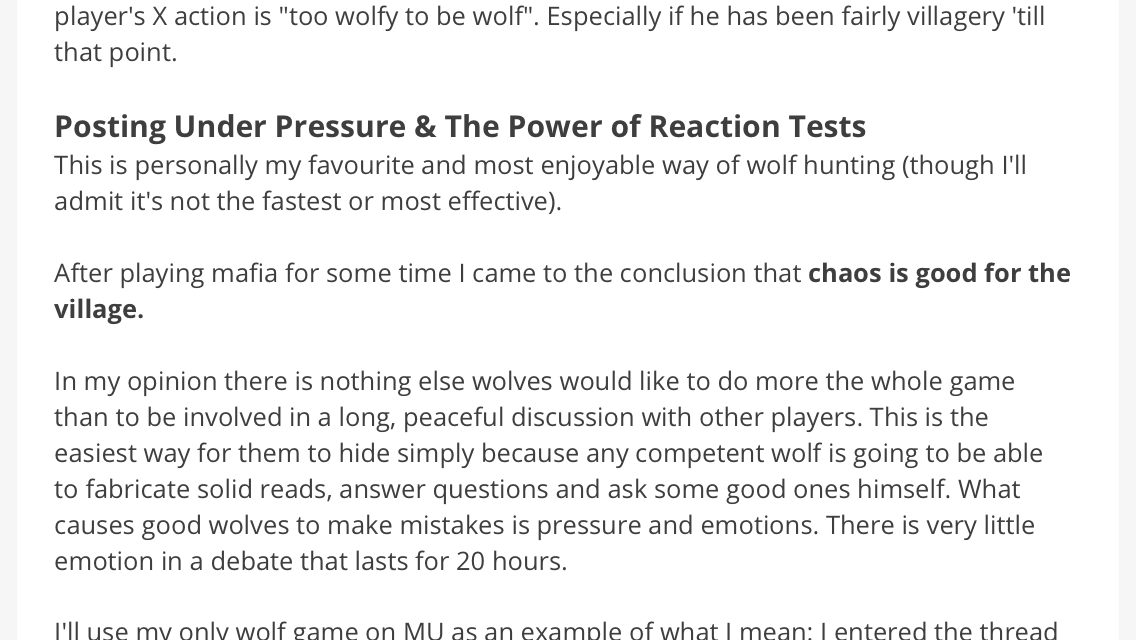 player's X action is "too wolfy to be wolf". Especially if he has been fairly villagery 'till
that point.
Posting Under Pressure & The Power of Reaction Tests
This is personally my favourite and most enjoyable way of wolf hunting (though I'll
admit it's not the fastest or most effective).
After playing mafia for some time I came to the conclusion that chaos is good for the
village.
In my opinion there is nothing else wolves would like to do more the whole game
than to be involved in a long, peaceful discussion with other players. This is the
easiest way for them to hide simply because any competent wolf is going to be able
to fabricate solid reads, answer questions and ask some good ones himself. What
causes good wolves to make mistakes is pressure and emotions. There is very little
emotion in a debate that lasts for 20 hours.
I'll use my only wolf game on MU as an example of what I mean: I entered the thread